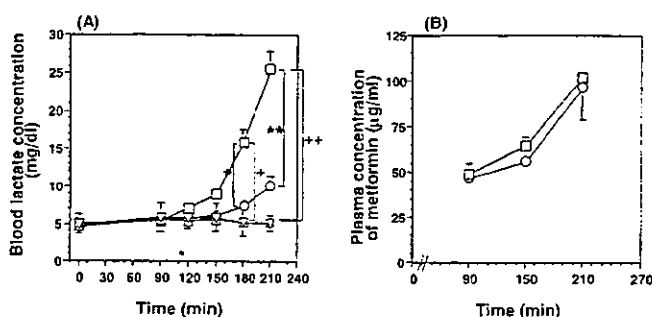 (A)
Blood lactate concentration
(mg/dl)
30
25
20
15
10
5
0
**
++
*
+
0 30 60 90 120 150 180 210 240
Time (min)
(B)
Plasma concentration
of metformin (μg/ml)
125
100
75
50
25
0
0 90 150 210 270
Time (min)